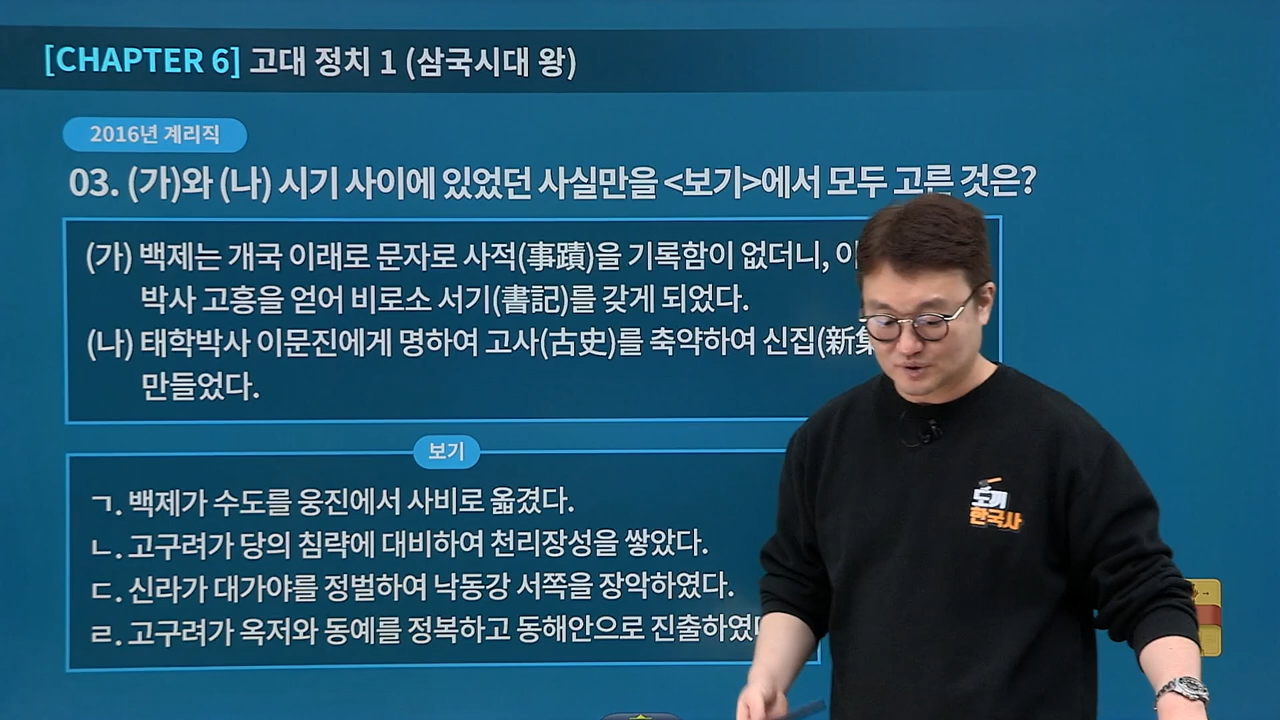 [CHAPTER 6] 고대 정치 1 (삼국시대 왕)
2016년 계리직
03. (가)와 (나) 시기 사이에 있었던 사실만을 <보기>에서 모두 고른 것은?
(가) 백제는 개국 이래로 문자로 사적(事蹟)을 기록함이 없더니,
박사 고흥을 얻어 비로소 서기(書記)를 갖게 되었다.
(나) 태학박사 이문진에게 명하여 고사(古史)를 축약하여
만들었다.
보기
ㄱ. 백제가 수도를 웅진에서 사비로 옮겼다.
ㄴ. 고구려가 당의 침략에 대비하여 천리장성을 쌓았다.
ㄷ. 신라가 대가야를 정벌하여 낙동강 서쪽을 장악하였다.
ㄹ. 고구려가 옥저와 동예를 정복하고 동해안으로
도끼
한국사